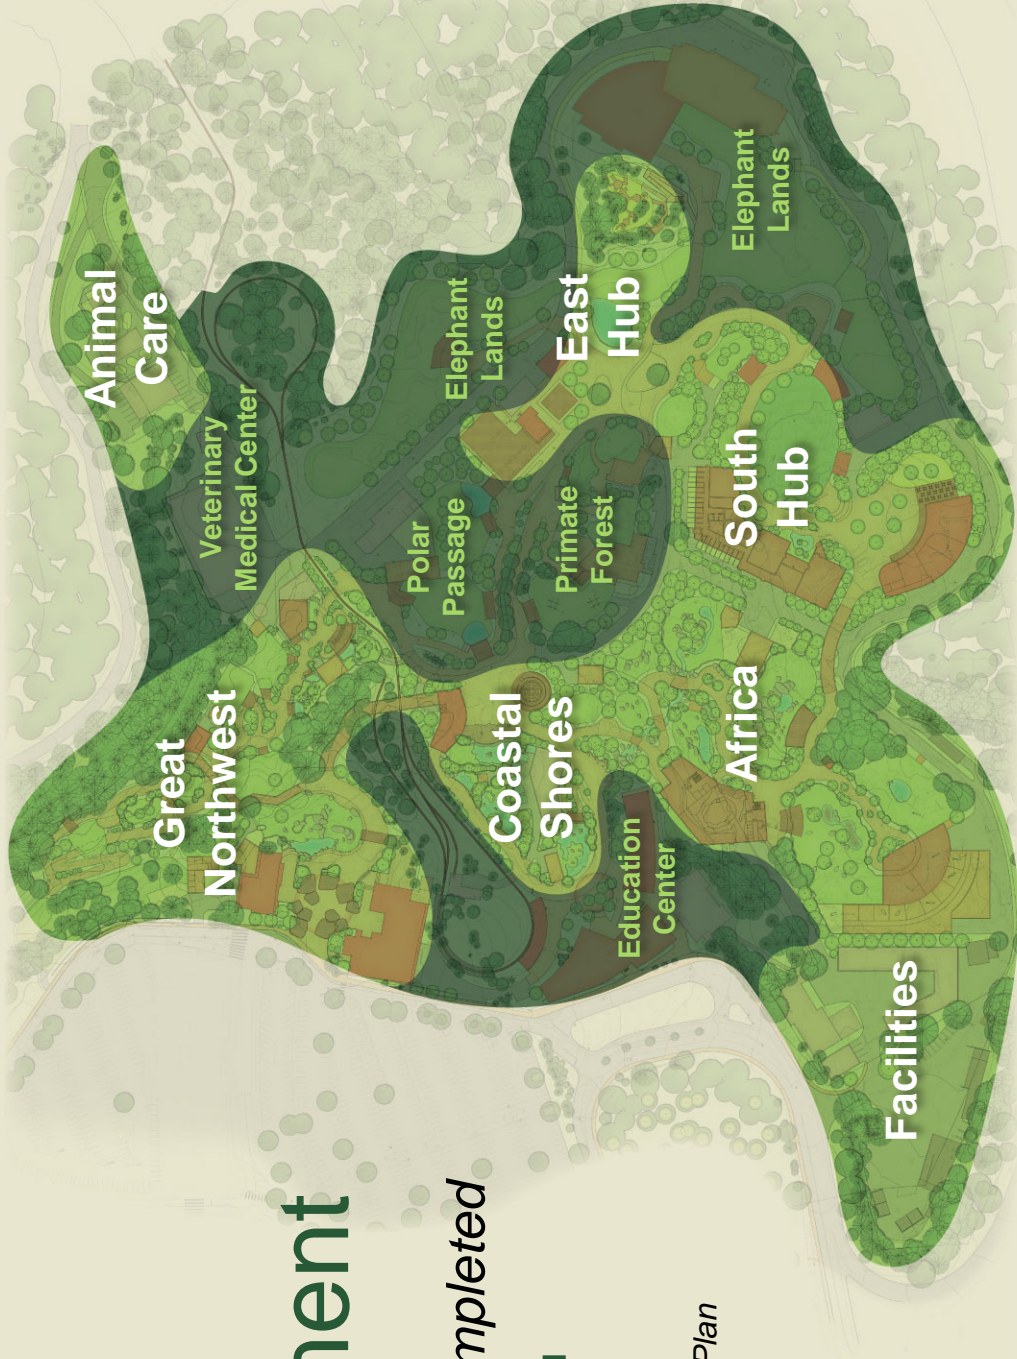 Animal
Care
Veterinary
Medical Center
Great
Northwest
Elephant
Lands
Polar
Passage
Primate
Forest
East
Hub
Elephant
Lands
South
Hub
Coastal
Shores
Africa
Education
Center
Facilities
nent
mpleted
Plan